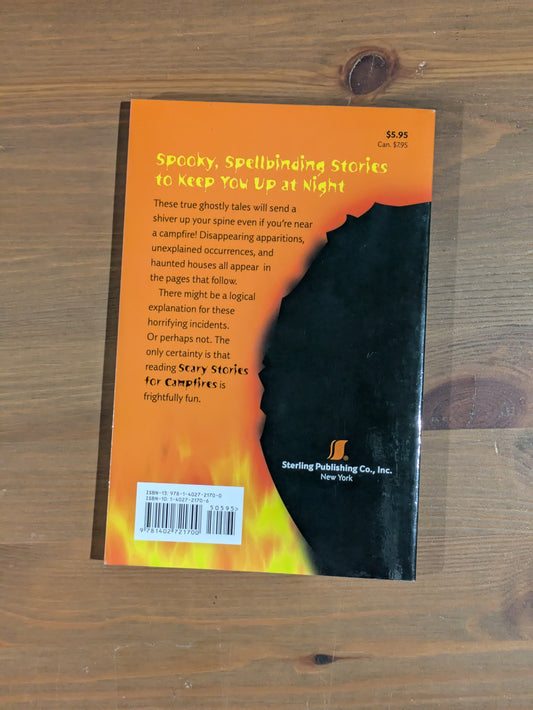 $5.95
Can. $7.95
Spooky, Spellbinding Stories
to Keep You Up at Night
These true ghostly tales will send a
shiver up your spine even if you're near
a campfire! Disappearing apparitions,
unexplained occurrences, and
haunted houses all appear in
the pages that follow.
There might be a logical
explanation for these
horrifying incidents.
Or perhaps not. The
only certainty is that
reading Scary Stories
for Campfires is
frightfully fun.
Sterling Publishing Co., Inc.
New York
ISBN-13: 978-1-4027-2170-0
ISBN-10: 1-4027-2170-6
50595>
9 781402 721700